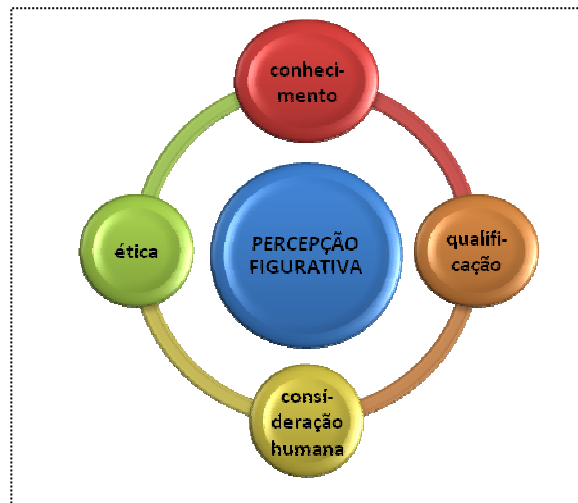 conheci-
mento
ética
PERCEPÇÃO
FIGURATIVA
qualifi-
cação
consi-
deração
humana